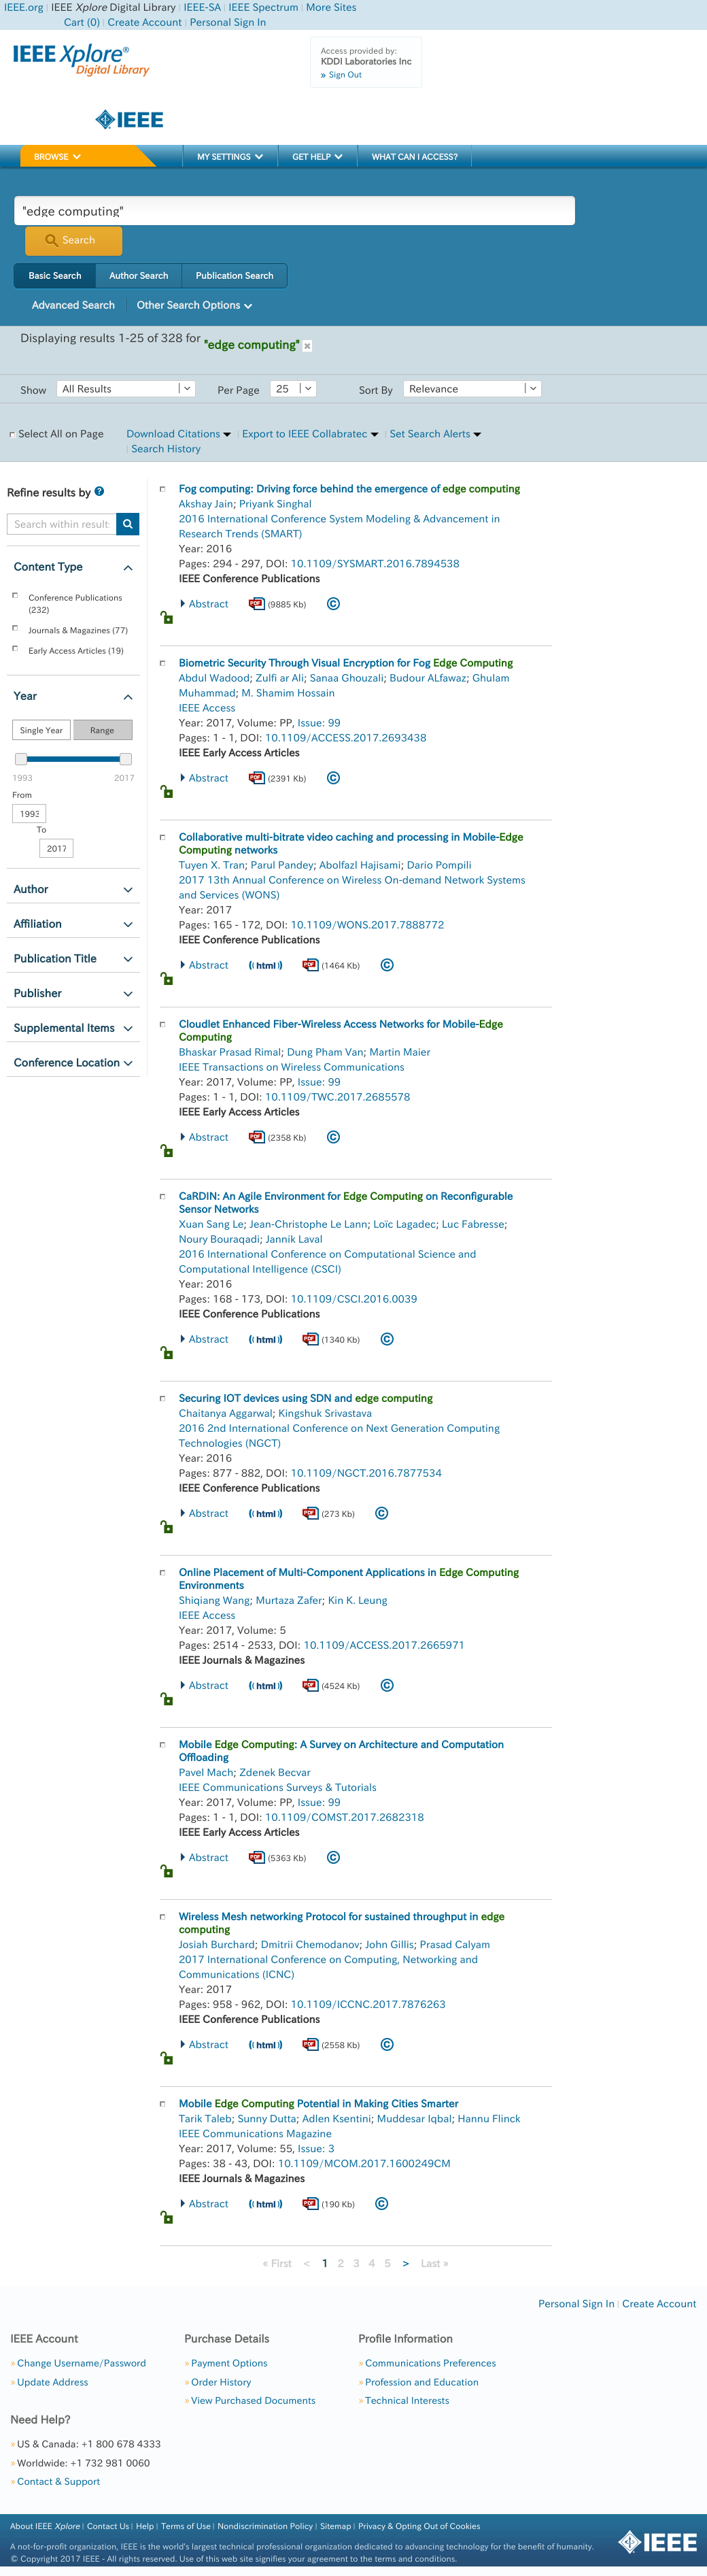 IEEE.org | IEEE Xplore Digital Library | IEEE-SA | IEEE Spectrum | More Sites
Cart (0) | Create Account | Personal Sign In
IEEE Xplore®
Digital Library
Access provided by:
KDDI Laboratories Inc
» Sign Out
IEEE
BROWSE
MY SETTINGS
GET HELP
WHAT CAN I ACCESS?
"edge computing"
Search
Basic Search
Author Search
Publication Search
Advanced Search
Other Search Options
Displaying results 1-25 of 328 for "edge computing"
Show All Results
Per Page 25
Sort By Relevance
Select All on Page
Download Citations | Export to IEEE Collabratec | Set Search Alerts
| Search History
Refine results by
Search within results
Content Type
Conference Publications
(232)
Journals & Magazines (77)
Early Access Articles (19)
Year
Single Year
Range
1993
2017
From
1993
To
2017
Author
Affiliation
Publication Title
Publisher
Supplemental Items
Conference Location
Fog computing: Driving force behind the emergence of edge computing
Akshay Jain; Priyank Singhal
2016 International Conference System Modeling & Advancement in
Research Trends (SMART)
Year: 2016
Pages: 294 - 297, DOI: 10.1109/SYSMART.2016.7894538
IEEE Conference Publications
Abstract PDF (9885 Kb) ©
Biometric Security Through Visual Encryption for Fog Edge Computing
Abdul Wadood; Zulfi ar Ali; Sanaa Ghouzali; Budour ALfawaz; Ghulam
Muhammad; M. Shamim Hossain
IEEE Access
Year: 2017, Volume: PP, Issue: 99
Pages: 1 - 1, DOI: 10.1109/ACCESS.2017.2693438
IEEE Early Access Articles
Abstract PDF (2391 Kb) ©
Collaborative multi-bitrate video caching and processing in Mobile-Edge
Computing networks
Tuyen X. Tran; Parul Pandey; Abolfazl Hajisami; Dario Pompili
2017 13th Annual Conference on Wireless On-demand Network Systems
and Services (WONS)
Year: 2017
Pages: 165 - 172, DOI: 10.1109/WONS.2017.7888772
IEEE Conference Publications
Abstract ((html)) PDF (1464 Kb) ©
Cloudlet Enhanced Fiber-Wireless Access Networks for Mobile-Edge
Computing
Bhaskar Prasad Rimal; Dung Pham Van; Martin Maier
IEEE Transactions on Wireless Communications
Year: 2017, Volume: PP, Issue: 99
Pages: 1 - 1, DOI: 10.1109/TWC.2017.2685578
IEEE Early Access Articles
Abstract PDF (2358 Kb) ©
CaRDIN: An Agile Environment for Edge Computing on Reconfigurable
Sensor Networks
Xuan Sang Le; Jean-Christophe Le Lann; Loïc Lagadec; Luc Fabresse;
Noury Bouraqadi; Jannik Laval
2016 International Conference on Computational Science and
Computational Intelligence (CSCI)
Year: 2016
Pages: 168 - 173, DOI: 10.1109/CSCI.2016.0039
IEEE Conference Publications
Abstract ((html)) PDF (1340 Kb) ©
Securing IOT devices using SDN and edge computing
Chaitanya Aggarwal; Kingshuk Srivastava
2016 2nd International Conference on Next Generation Computing
Technologies (NGCT)
Year: 2016
Pages: 877 - 882, DOI: 10.1109/NGCT.2016.7877534
IEEE Conference Publications
Abstract ((html)) PDF (273 Kb) ©
Online Placement of Multi-Component Applications in Edge Computing
Environments
Shiqiang Wang; Murtaza Zafer; Kin K. Leung
IEEE Access
Year: 2017, Volume: 5
Pages: 2514 - 2533, DOI: 10.1109/ACCESS.2017.2665971
IEEE Journals & Magazines
Abstract ((html)) PDF (4524 Kb) ©
Mobile Edge Computing: A Survey on Architecture and Computation
Offloading
Pavel Mach; Zdenek Becvar
IEEE Communications Surveys & Tutorials
Year: 2017, Volume: PP, Issue: 99
Pages: 1 - 1, DOI: 10.1109/COMST.2017.2682318
IEEE Early Access Articles
Abstract PDF (5363 Kb) ©
Wireless Mesh networking Protocol for sustained throughput in edge
computing
Josiah Burchard; Dmitrii Chemodanov; John Gillis; Prasad Calyam
2017 International Conference on Computing, Networking and
Communications (ICNC)
Year: 2017
Pages: 958 - 962, DOI: 10.1109/ICCNC.2017.7876263
IEEE Conference Publications
Abstract ((html)) PDF (2558 Kb) ©
Mobile Edge Computing Potential in Making Cities Smarter
Tarik Taleb; Sunny Dutta; Adlen Ksentini; Muddesar Iqbal; Hannu Flinck
IEEE Communications Magazine
Year: 2017, Volume: 55, Issue: 3
Pages: 38 - 43, DOI: 10.1109/MCOM.2017.1600249CM
IEEE Journals & Magazines
Abstract ((html)) PDF (190 Kb) ©
« First < 1 2 3 4 5 > Last »
Personal Sign In | Create Account
IEEE Account
» Change Username/Password
» Update Address
Purchase Details
» Payment Options
» Order History
» View Purchased Documents
Profile Information
» Communications Preferences
» Profession and Education
» Technical Interests
Need Help?
» US & Canada: +1 800 678 4333
» Worldwide: +1 732 981 0060
» Contact & Support
About IEEE Xplore | Contact Us | Help | Terms of Use | Nondiscrimination Policy | Sitemap | Privacy & Opting Out of Cookies
A not-for-profit organization, IEEE is the world's largest technical professional organization dedicated to advancing technology for the benefit of humanity.
© Copyright 2017 IEEE - All rights reserved. Use of this web site signifies your agreement to the terms and conditions.
IEEE